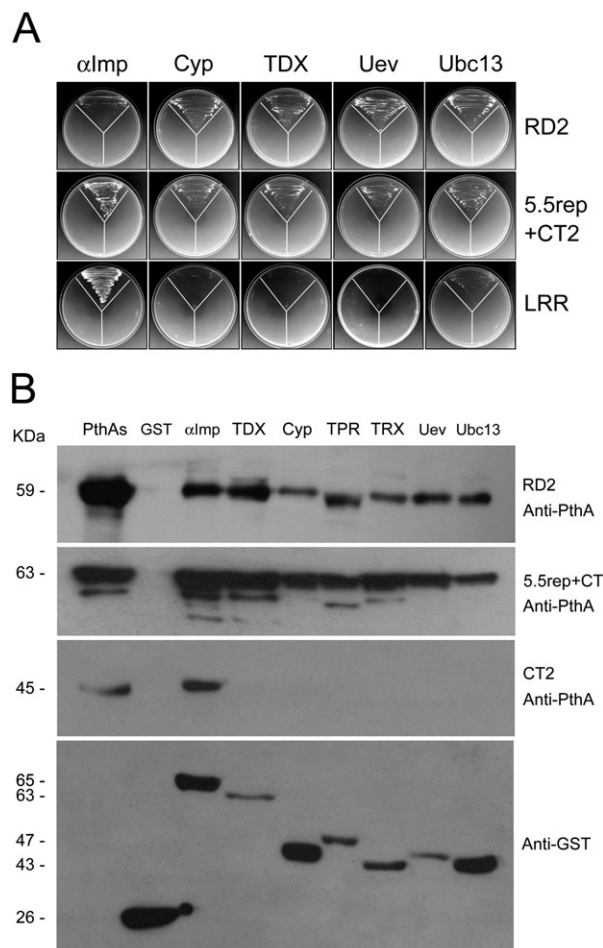 A
αImp Cyp TDX Uev Ubc13
RD2
5.5rep
+CT2
LRR
B
KDa PthAs GST αImp TDX Cyp TPR TRX Uev Ubc13
59 -
RD2
Anti-PthA
63 -
5.5rep+CT
Anti-PthA
45 -
CT2
Anti-PthA
65 -
63 -
47 -
43 -
26 -
Anti-GST